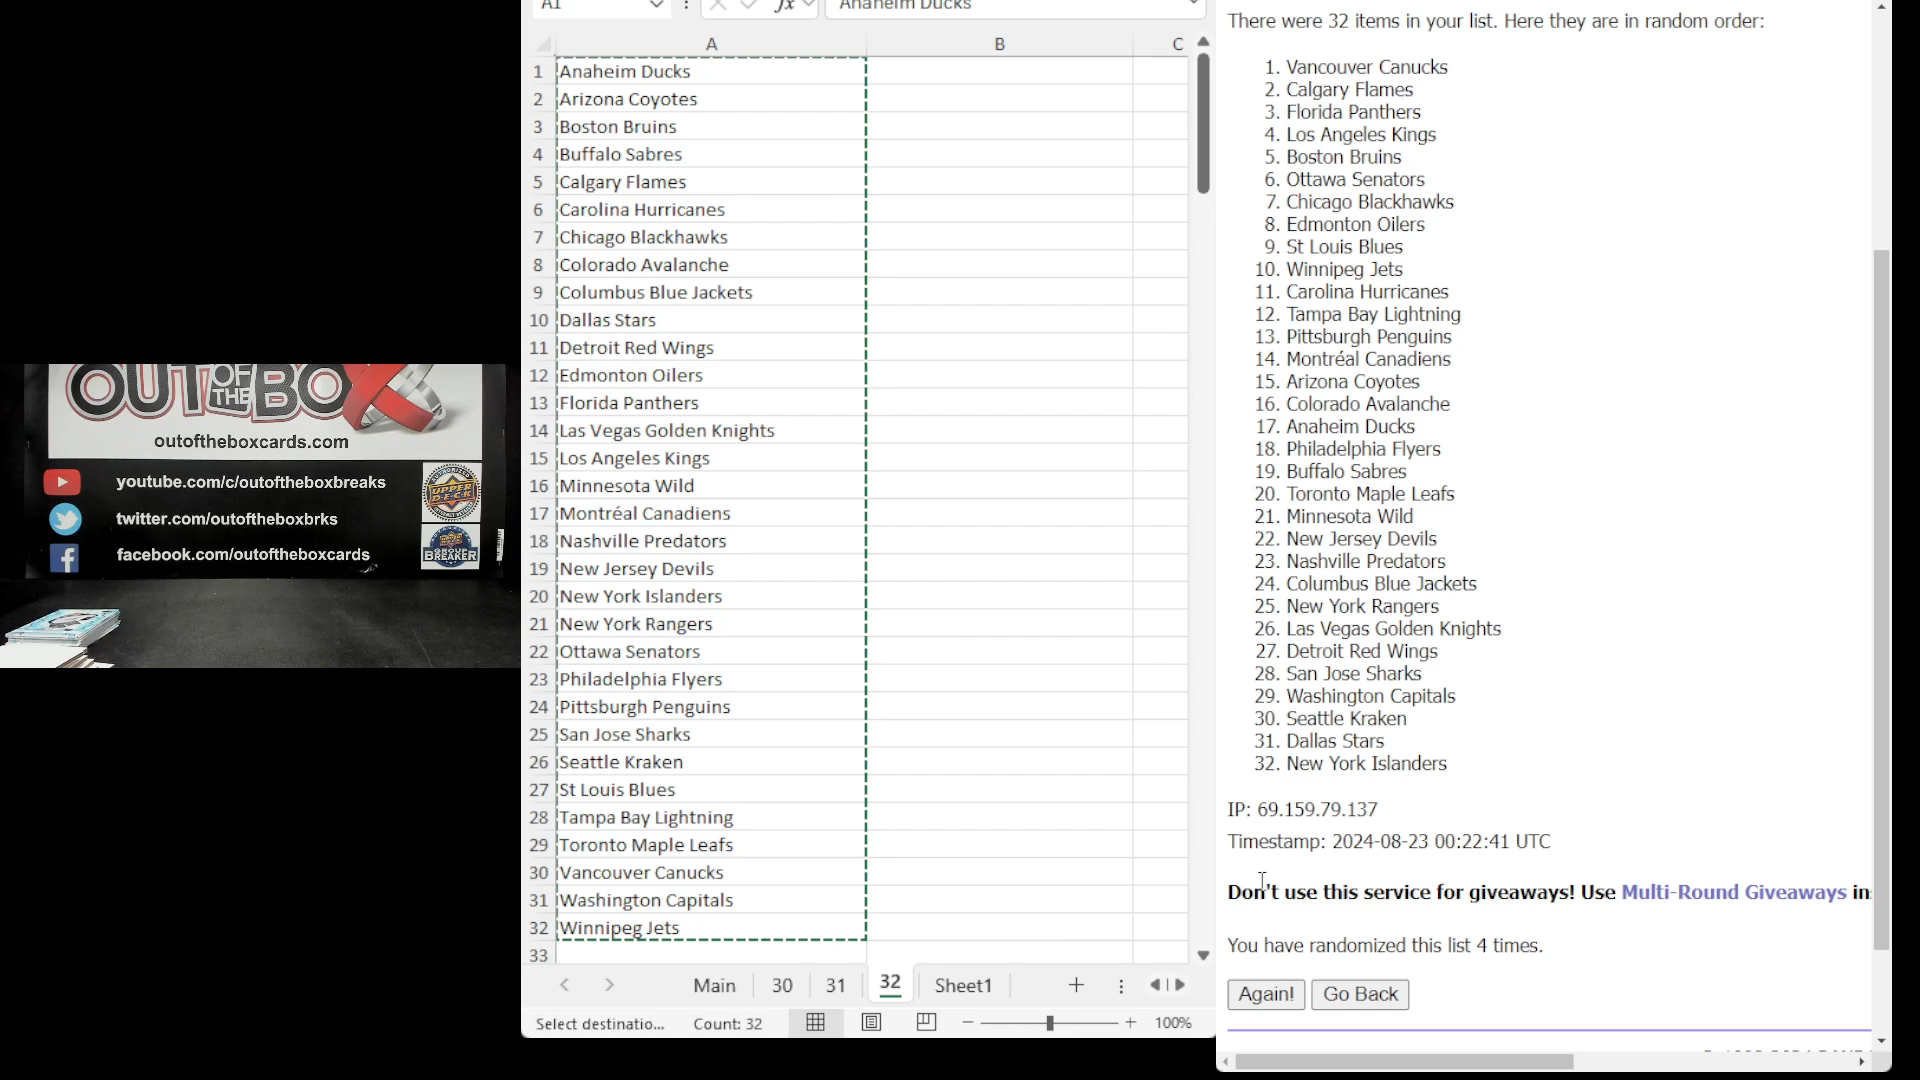 OUT OF THE BO
outoftheboxcards.com
youtube.com/c/outoftheboxbreaks
twitter.com/outoftheboxbrks
facebook.com/outoftheboxcards
UPPER DECK
UPPER DECK
BREAKER
A1
fx
Anaheim Ducks
A B C
1 Anaheim Ducks
2 Arizona Coyotes
3 Boston Bruins
4 Buffalo Sabres
5 Calgary Flames
6 Carolina Hurricanes
7 Chicago Blackhawks
8 Colorado Avalanche
9 Columbus Blue Jackets
10 Dallas Stars
11 Detroit Red Wings
12 Edmonton Oilers
13 Florida Panthers
14 Las Vegas Golden Knights
15 Los Angeles Kings
16 Minnesota Wild
17 Montréal Canadiens
18 Nashville Predators
19 New Jersey Devils
20 New York Islanders
21 New York Rangers
22 Ottawa Senators
23 Philadelphia Flyers
24 Pittsburgh Penguins
25 San Jose Sharks
26 Seattle Kraken
27 St Louis Blues
28 Tampa Bay Lightning
29 Toronto Maple Leafs
30 Vancouver Canucks
31 Washington Capitals
32 Winnipeg Jets
33
Main 30 31 32 Sheet1
Select destinatio... Count: 32 100%
There were 32 items in your list. Here they are in random order:
1. Vancouver Canucks
2. Calgary Flames
3. Florida Panthers
4. Los Angeles Kings
5. Boston Bruins
6. Ottawa Senators
7. Chicago Blackhawks
8. Edmonton Oilers
9. St Louis Blues
10. Winnipeg Jets
11. Carolina Hurricanes
12. Tampa Bay Lightning
13. Pittsburgh Penguins
14. Montréal Canadiens
15. Arizona Coyotes
16. Colorado Avalanche
17. Anaheim Ducks
18. Philadelphia Flyers
19. Buffalo Sabres
20. Toronto Maple Leafs
21. Minnesota Wild
22. New Jersey Devils
23. Nashville Predators
24. Columbus Blue Jackets
25. New York Rangers
26. Las Vegas Golden Knights
27. Detroit Red Wings
28. San Jose Sharks
29. Washington Capitals
30. Seattle Kraken
31. Dallas Stars
32. New York Islanders
IP: 69.159.79.137
Timestamp: 2024-08-23 00:22:41 UTC
Don't use this service for giveaways! Use Multi-Round Giveaways in
You have randomized this list 4 times.
Again! Go Back